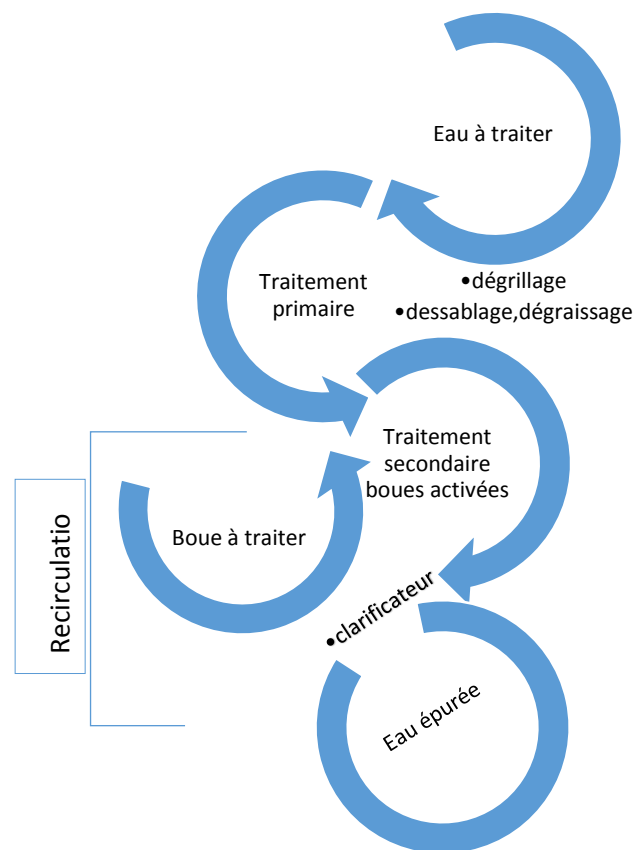 Eau à traiter
Traitement
primaire
•dégrillage
•dessablage,dégraissage
Traitement
secondaire
boues activées
Boue à traiter
Recirculatio
•clarificateur
Eau épurée